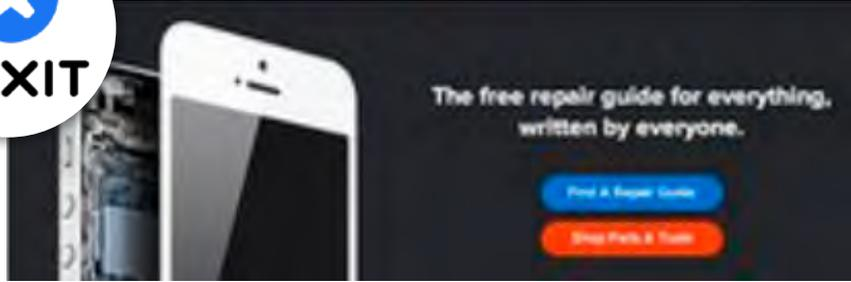 XIT
The free repair guide for everything,
written by everyone.
Find A Repair Guide
Shop Parts & Tools